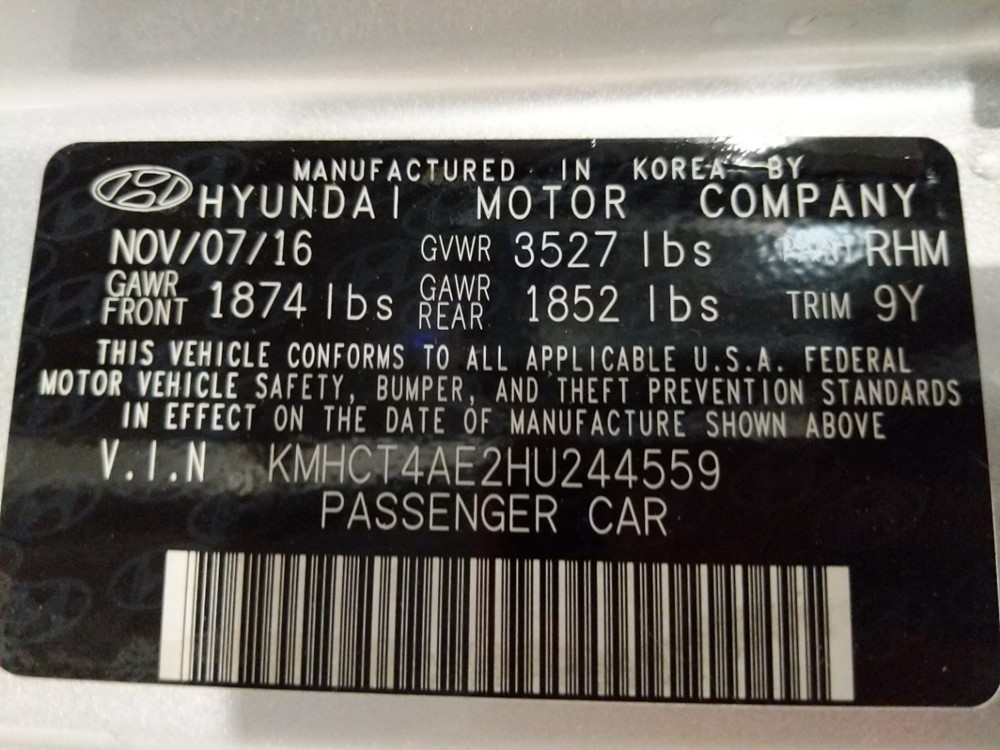 MANUFACTURED IN KOREA BY
HYUNDAI MOTOR COMPANY
NOV/07/16 GVWR 3527 lbs PAINT RHM
GAWR FRONT 1874 lbs GAWR REAR 1852 lbs TRIM 9Y
THIS VEHICLE CONFORMS TO ALL APPLICABLE U.S.A. FEDERAL
MOTOR VEHICLE SAFETY, BUMPER, AND THEFT PREVENTION STANDARDS
IN EFFECT ON THE DATE OF MANUFACTURE SHOWN ABOVE
V.I.N KMHCT4AE2HU244559
PASSENGER CAR